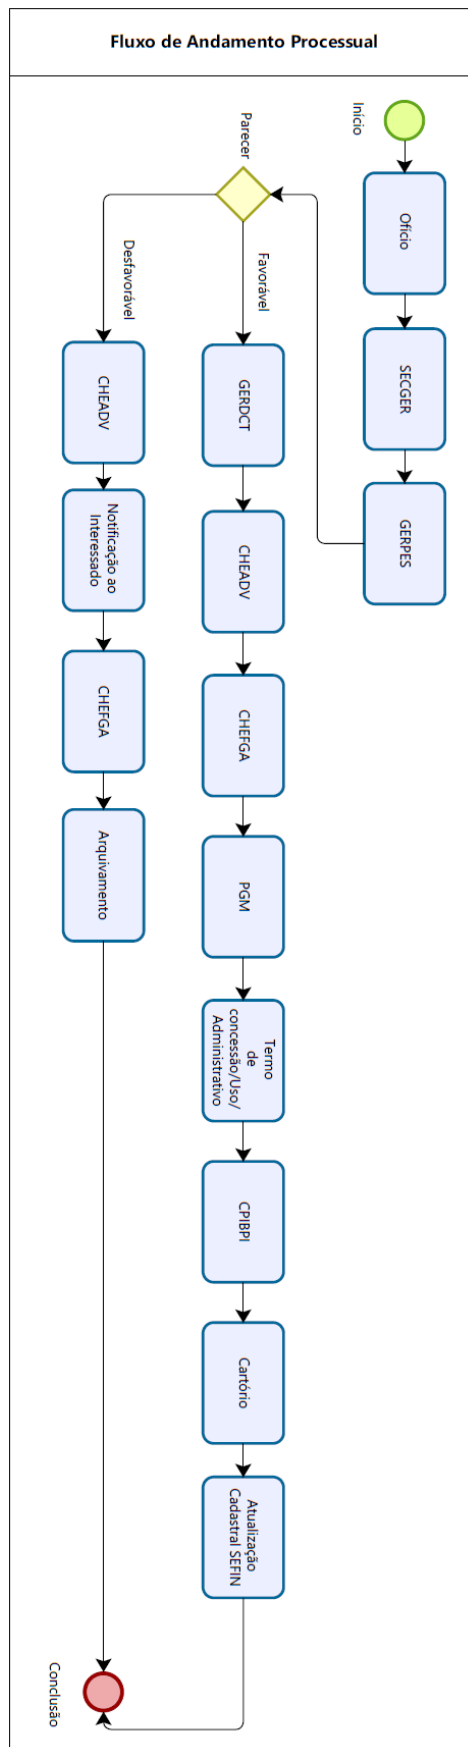 Fluxo de Andamento Processual
Início
Ofício
SECGER
GERPES
Parecer
Favorável
GERDCT
CHEADV
CHEFGA
PGM
Termo
de
concessão/Uso/
Administrativo
CPIBPI
Cartório
Atualização
Cadastral SEFIN
Desfavorável
CHEADV
Notificação ao
Interessado
CHEFGA
Arquivamento
Conclusão